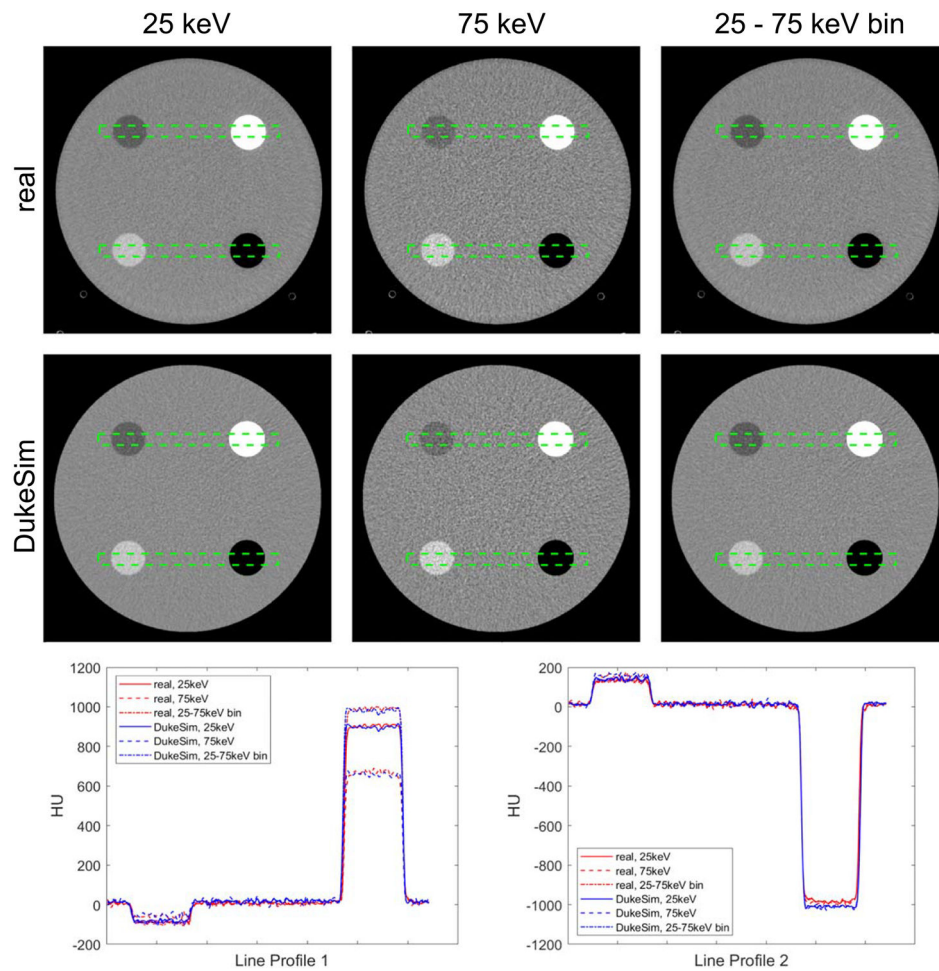 25 keV
75 keV
25 - 75 keV bin
real
DukeSim
1200
1000
800
600
400
200
0
-200
HU
real, 25keV
real, 75keV
real, 25-75keV bin
DukeSim, 25keV
DukeSim, 75keV
DukeSim, 25-75keV bin
Line Profile 1
200
0
-200
-400
-600
-800
-1000
-1200
HU
real, 25keV
real, 75keV
real, 25-75keV bin
DukeSim, 25keV
DukeSim, 75keV
DukeSim, 25-75keV bin
Line Profile 2